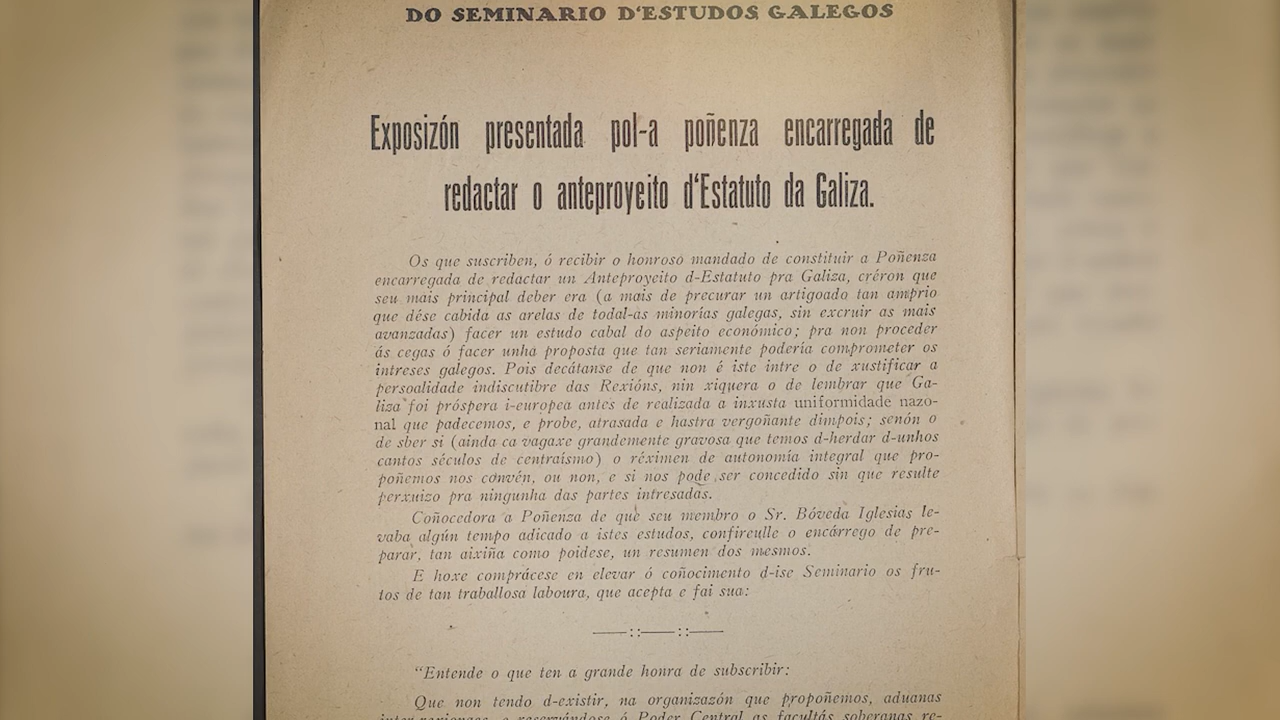 DO SEMINARIO D'ESTUDOS GALEGOS
Exposizón presentada pol-a poñenza encarregada de
redactar o anteproyeito d'Estatuto da Galiza.
Os que suscriben, ó recibir o honroso mandado de constituir a Poñenza
encarregada de redactar un Anteproyeito d-Estatuto pra Galiza, créron que
seu mais principal deber era (a mais de precurar un artigoado tan amprio
que dése cabida as arelas de todal-as minorías galegas, sin excruir as mais
avanzadas) facer un estudo cabal do aspeito económico; pra non proceder
ás cegas ó facer unha proposta que tan seriamente podería comprometer os
intreses galegos. Pois decátanse de que non é iste intre o de xustificar a
persoalidade indiscutibre das Rexións, nin xiquera o de lembrar que Ga-
liza foi próspera i-europea antes de realizada a inxusta uniformidade nazo-
nal que padecemos, e probe, atrasada e hastra vergoñante dimpois; senón o
de sber si (ainda ca vagaxe grandemente gravosa que temos d-herdar d-unhos
cantos séculos de centraísmo) o réximen de autonomía integral que pro-
poñemos nos convén, ou non, e si nos pode ser concedido sin que resulte
perxuizo pra ningunha das partes intresadas.
Coñocedora a Poñenza de que seu membro o Sr. Bóveda Iglesias le-
vaba algún tempo adicado a istes estudos, confireulle o encárrego de pre-
parar, tan aixiña como poidese, un resumen dos mesmos.
E hoxe comprácese en elevar ó coñocimento d-ise Seminario os fru-
tos de tan traballosa laboura, que acepta e fai sua:
"Entende o que ten a grande honra de subscribir:
Que non tendo d-existir, na organizazón que propoñemos, aduanas
e reservándose ó Poder Central as facultás soberanas re-